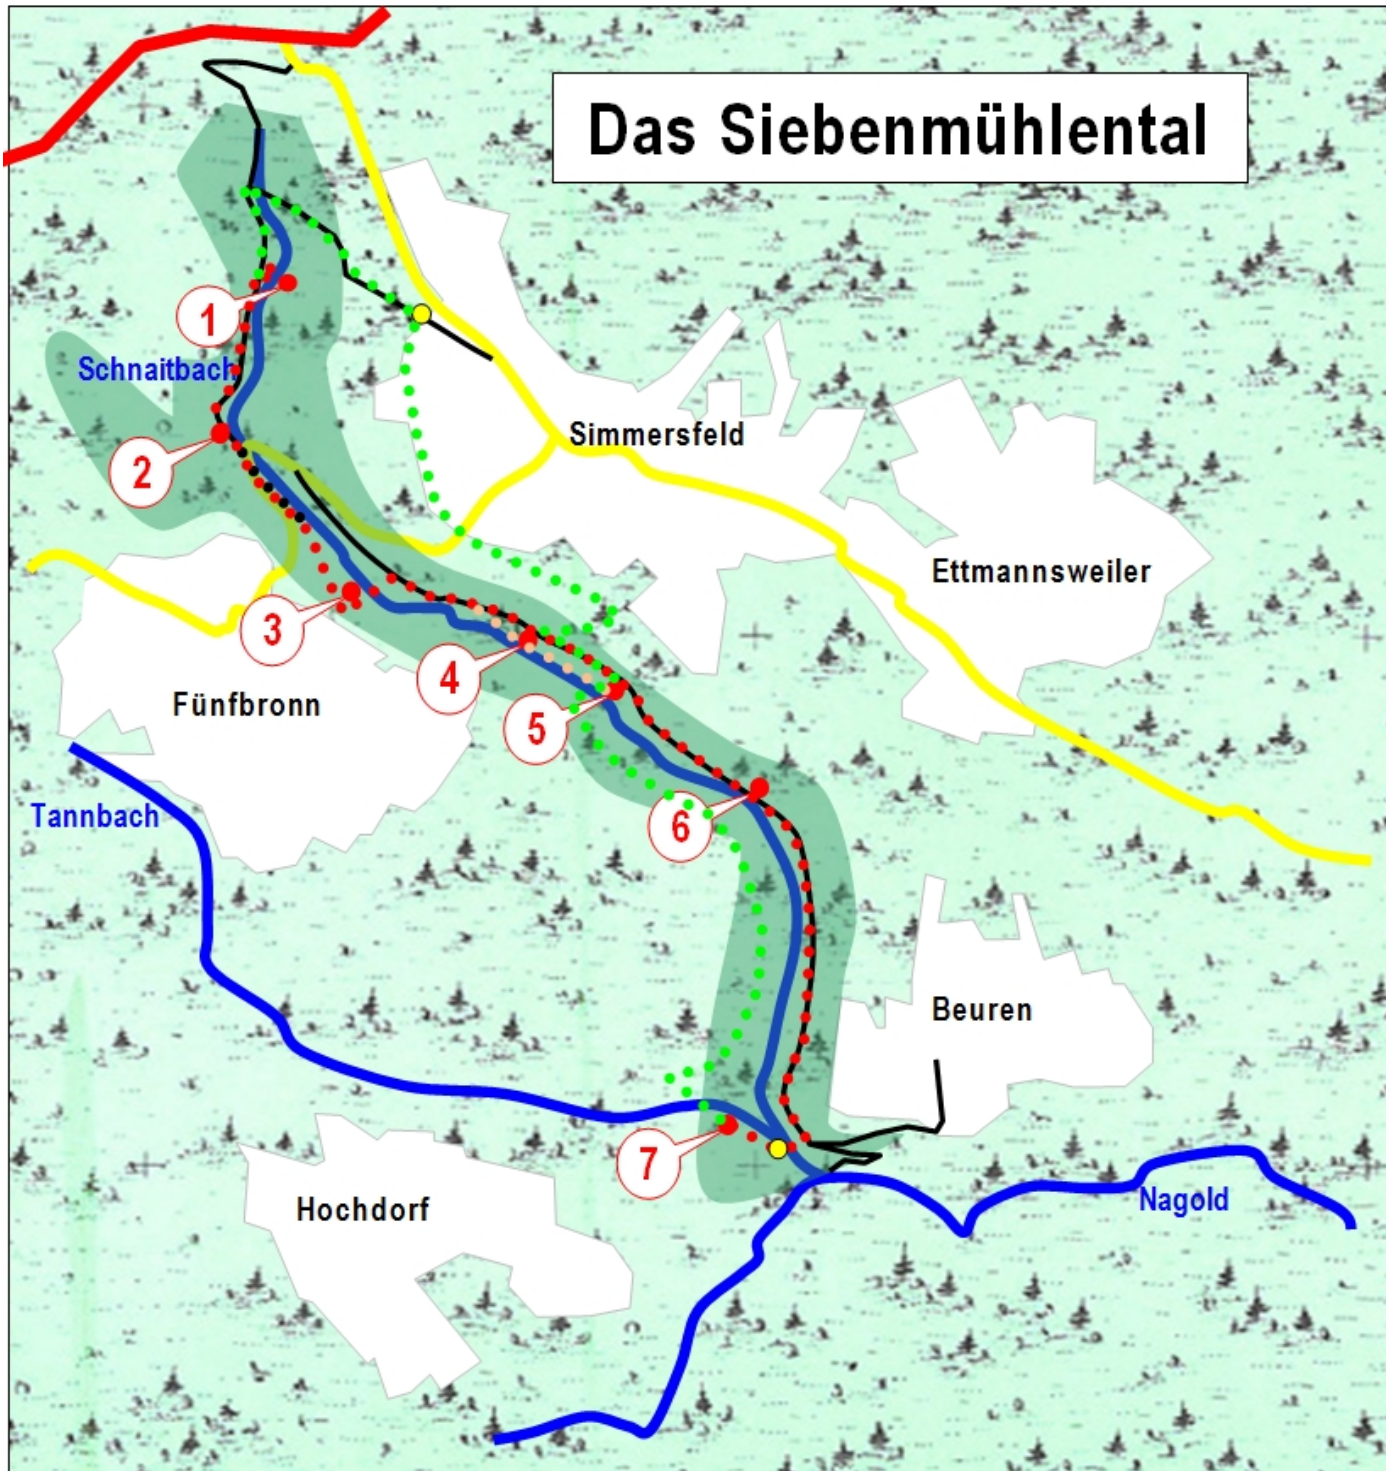 Das Siebenmühlental
1
Schnaitbach
Simmersfeld
2
Ettmannsweiler
3
4
Fünfbronn
5
Tannbach
6
Beuren
7
Nagold
Hochdorf